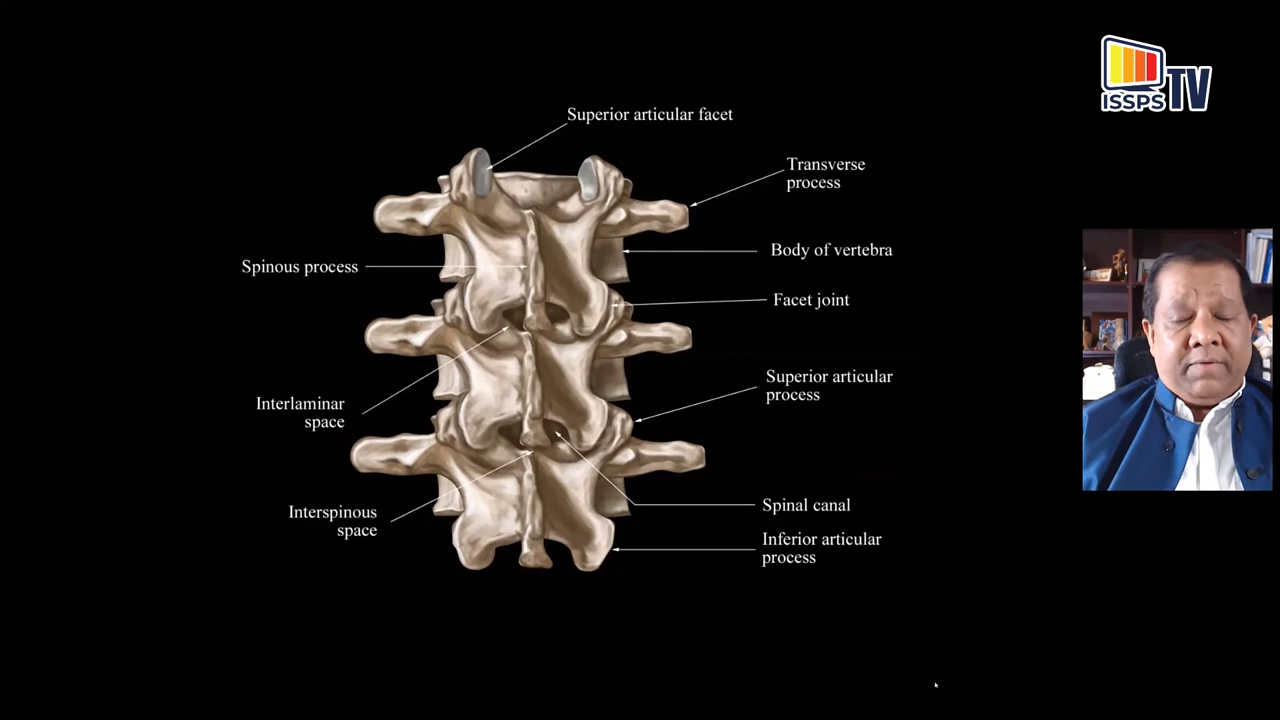 ISSPS TV
Superior articular facet
Transverse
process
Body of vertebra
Spinous process
Facet joint
Superior articular
process
Interlaminar
space
Spinal canal
Interspinous
space
Inferior articular
process